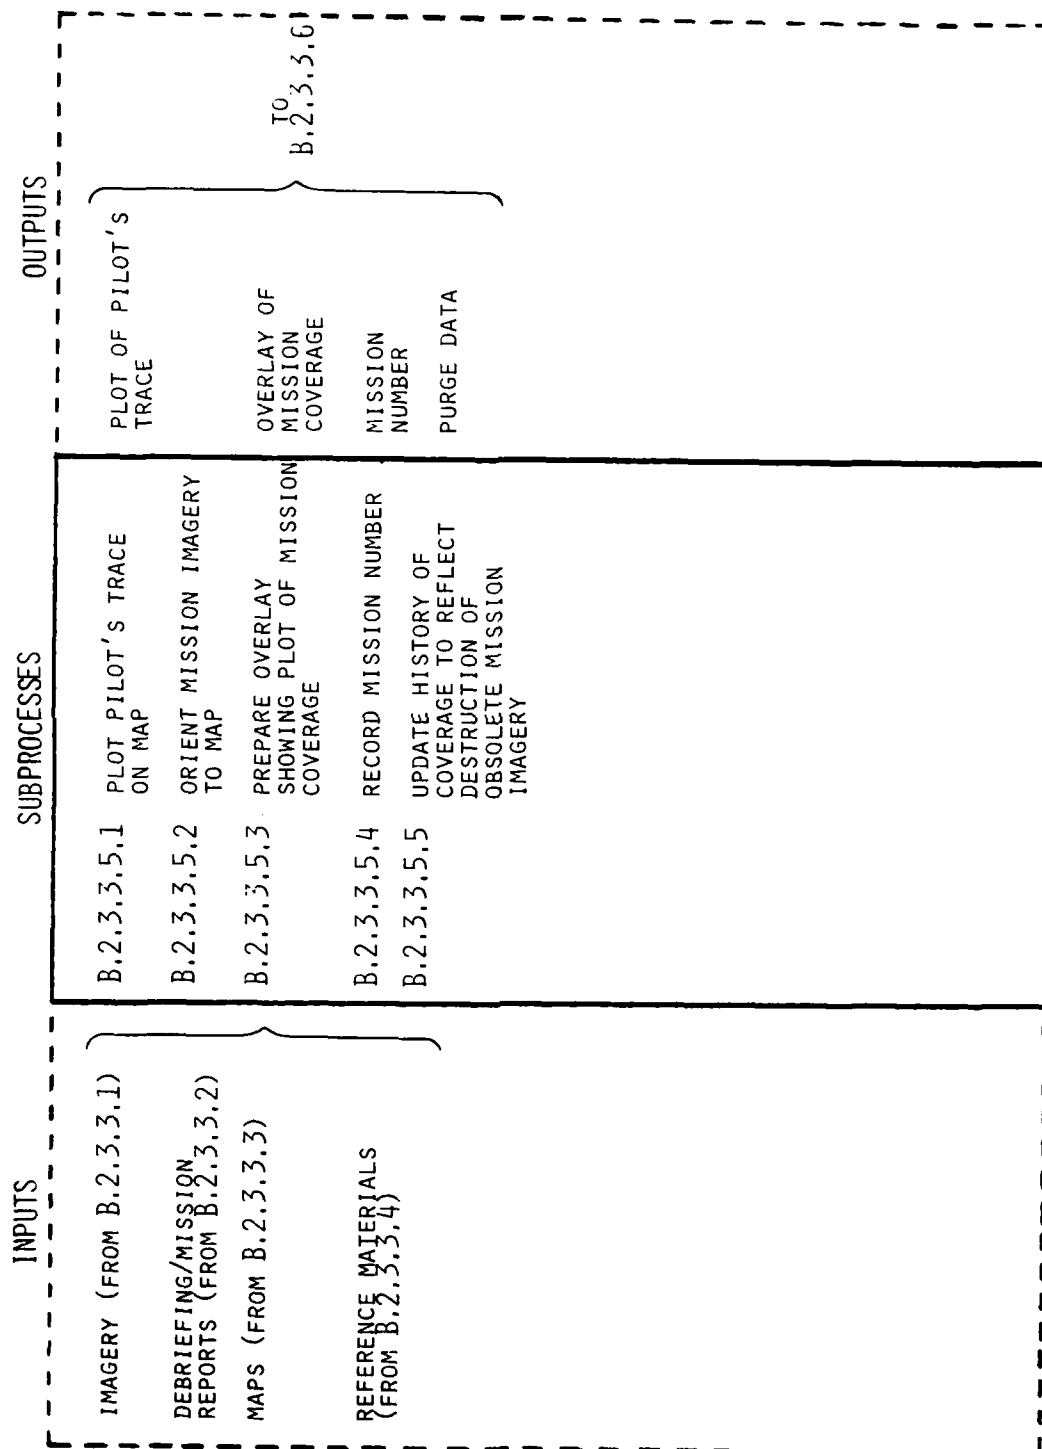 INPUTS
IMAGERY (FROM B.2.3.3.1)
DEBRIEFING/MISSION
REPORTS (FROM B.2.3.3.2)
MAPS (FROM B.2.3.3.3)
REFERENCE MATERIALS
(FROM B.2.3.3.4)
SUBPROCESSES
B.2.3.3.5.1 PLOT PILOT'S TRACE
ON MAP
B.2.3.3.5.2 ORIENT MISSION IMAGERY
TO MAP
B.2.3.3.5.3 PREPARE OVERLAY
SHOWING PLOT OF MISSION
COVERAGE
B.2.3.3.5.4 RECORD MISSION NUMBER
B.2.3.3.5.5 UPDATE HISTORY OF
COVERAGE TO REFLECT
DESTRUCTION OF
OBSOLETE MISSION
IMAGERY
OUTPUTS
PLOT OF PILOT'S
TRACE
OVERLAY OF
MISSION
COVERAGE
MISSION
NUMBER
PURGE DATA
TO
B.2.3.3.6